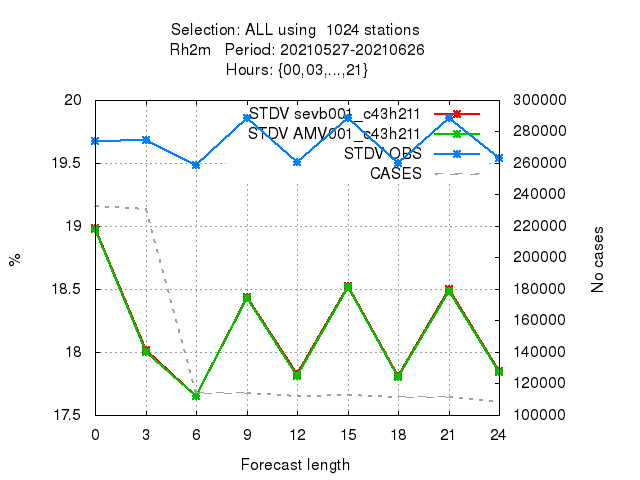 Selection: ALL using  1024 stations
Rh2m   Period: 20210527-20210626
Hours: {00,03,...,21}
STDV sevb001_c43h211
STDV AMV001_c43h211
STDV OBS
CASES
20
19.5
19
18.5
18
17.5
%
300000
280000
260000
240000
220000
200000
180000
160000
140000
120000
100000
No cases
0 3 6 9 12 15 18 21 24
Forecast length